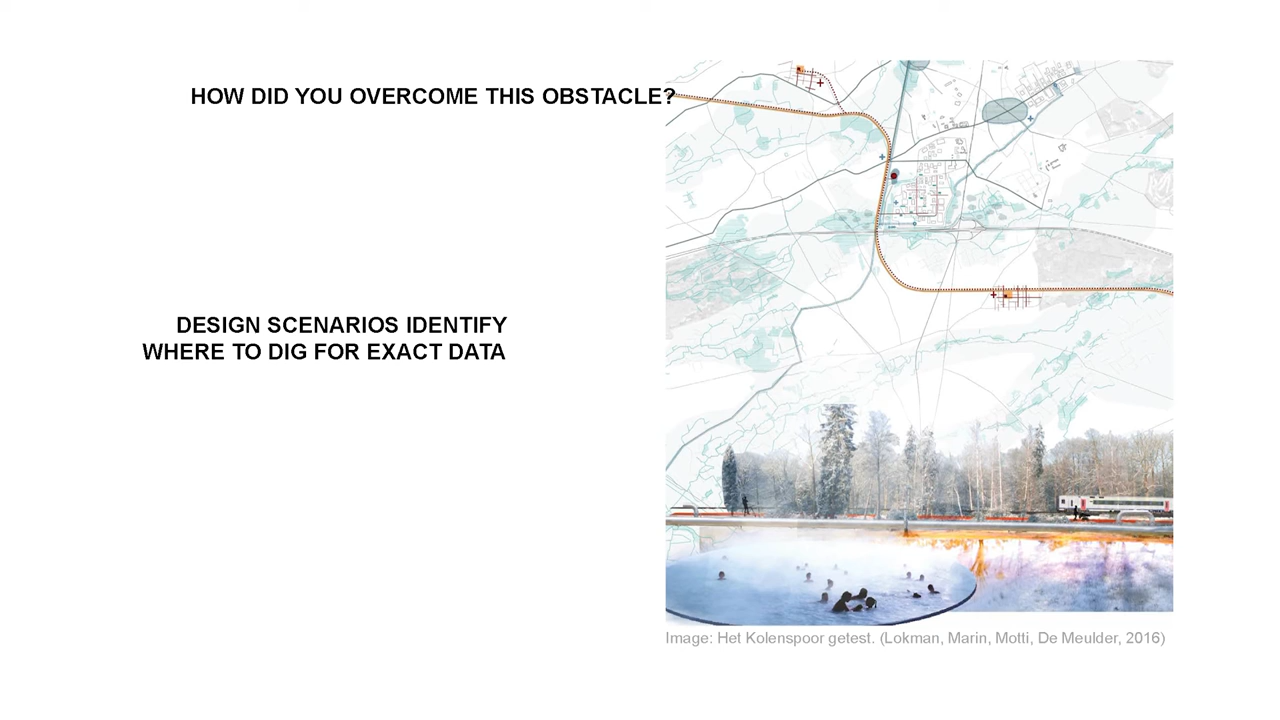 HOW DID YOU OVERCOME THIS OBSTACLE?
DESIGN SCENARIOS IDENTIFY
WHERE TO DIG FOR EXACT DATA
Image: Het Kolenspoor getest. (Lokman, Marin, Motti, De Meulder, 2016)